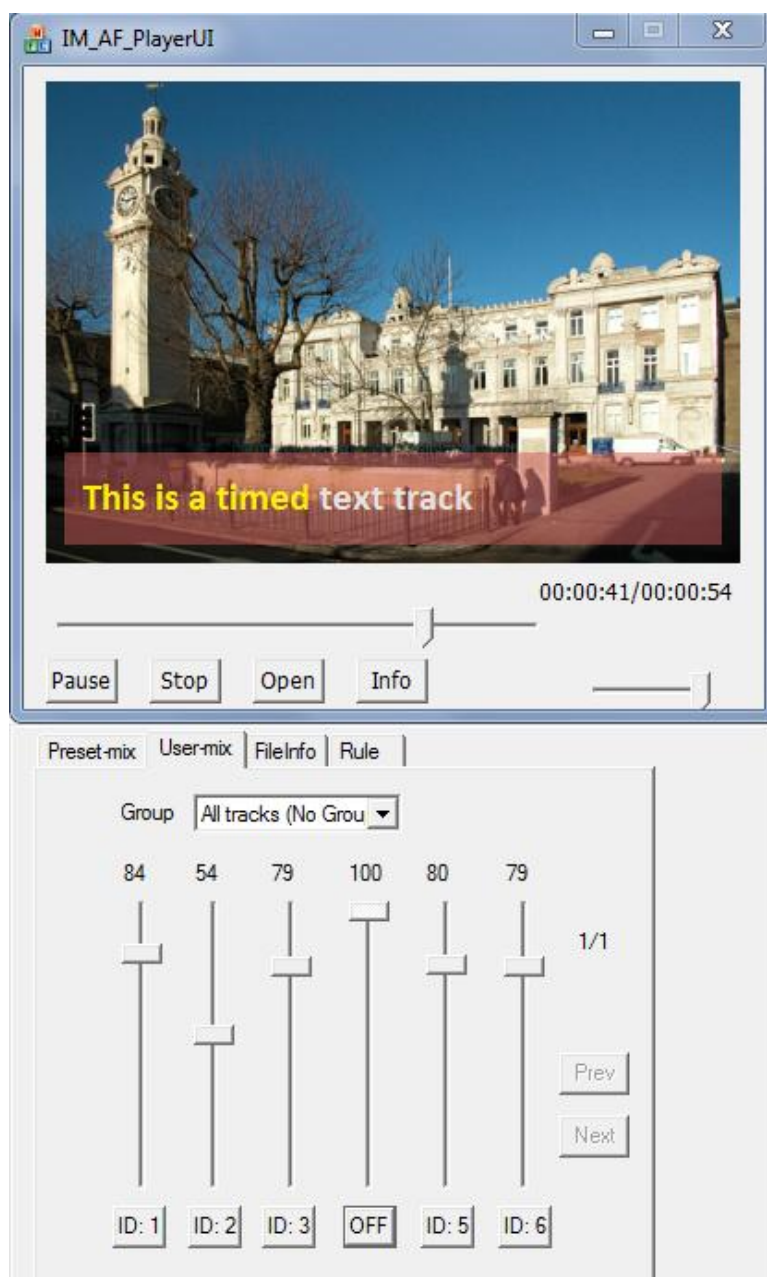 IM_AF_PlayerUI
This is a timed text track
00:00:41/00:00:54
Pause Stop Open Info
Preset-mix User-mix FileInfo Rule
Group All tracks (No Grou
84 54 79 100 80 79
1/1
Prev
Next
ID: 1 ID: 2 ID: 3 OFF ID: 5 ID: 6